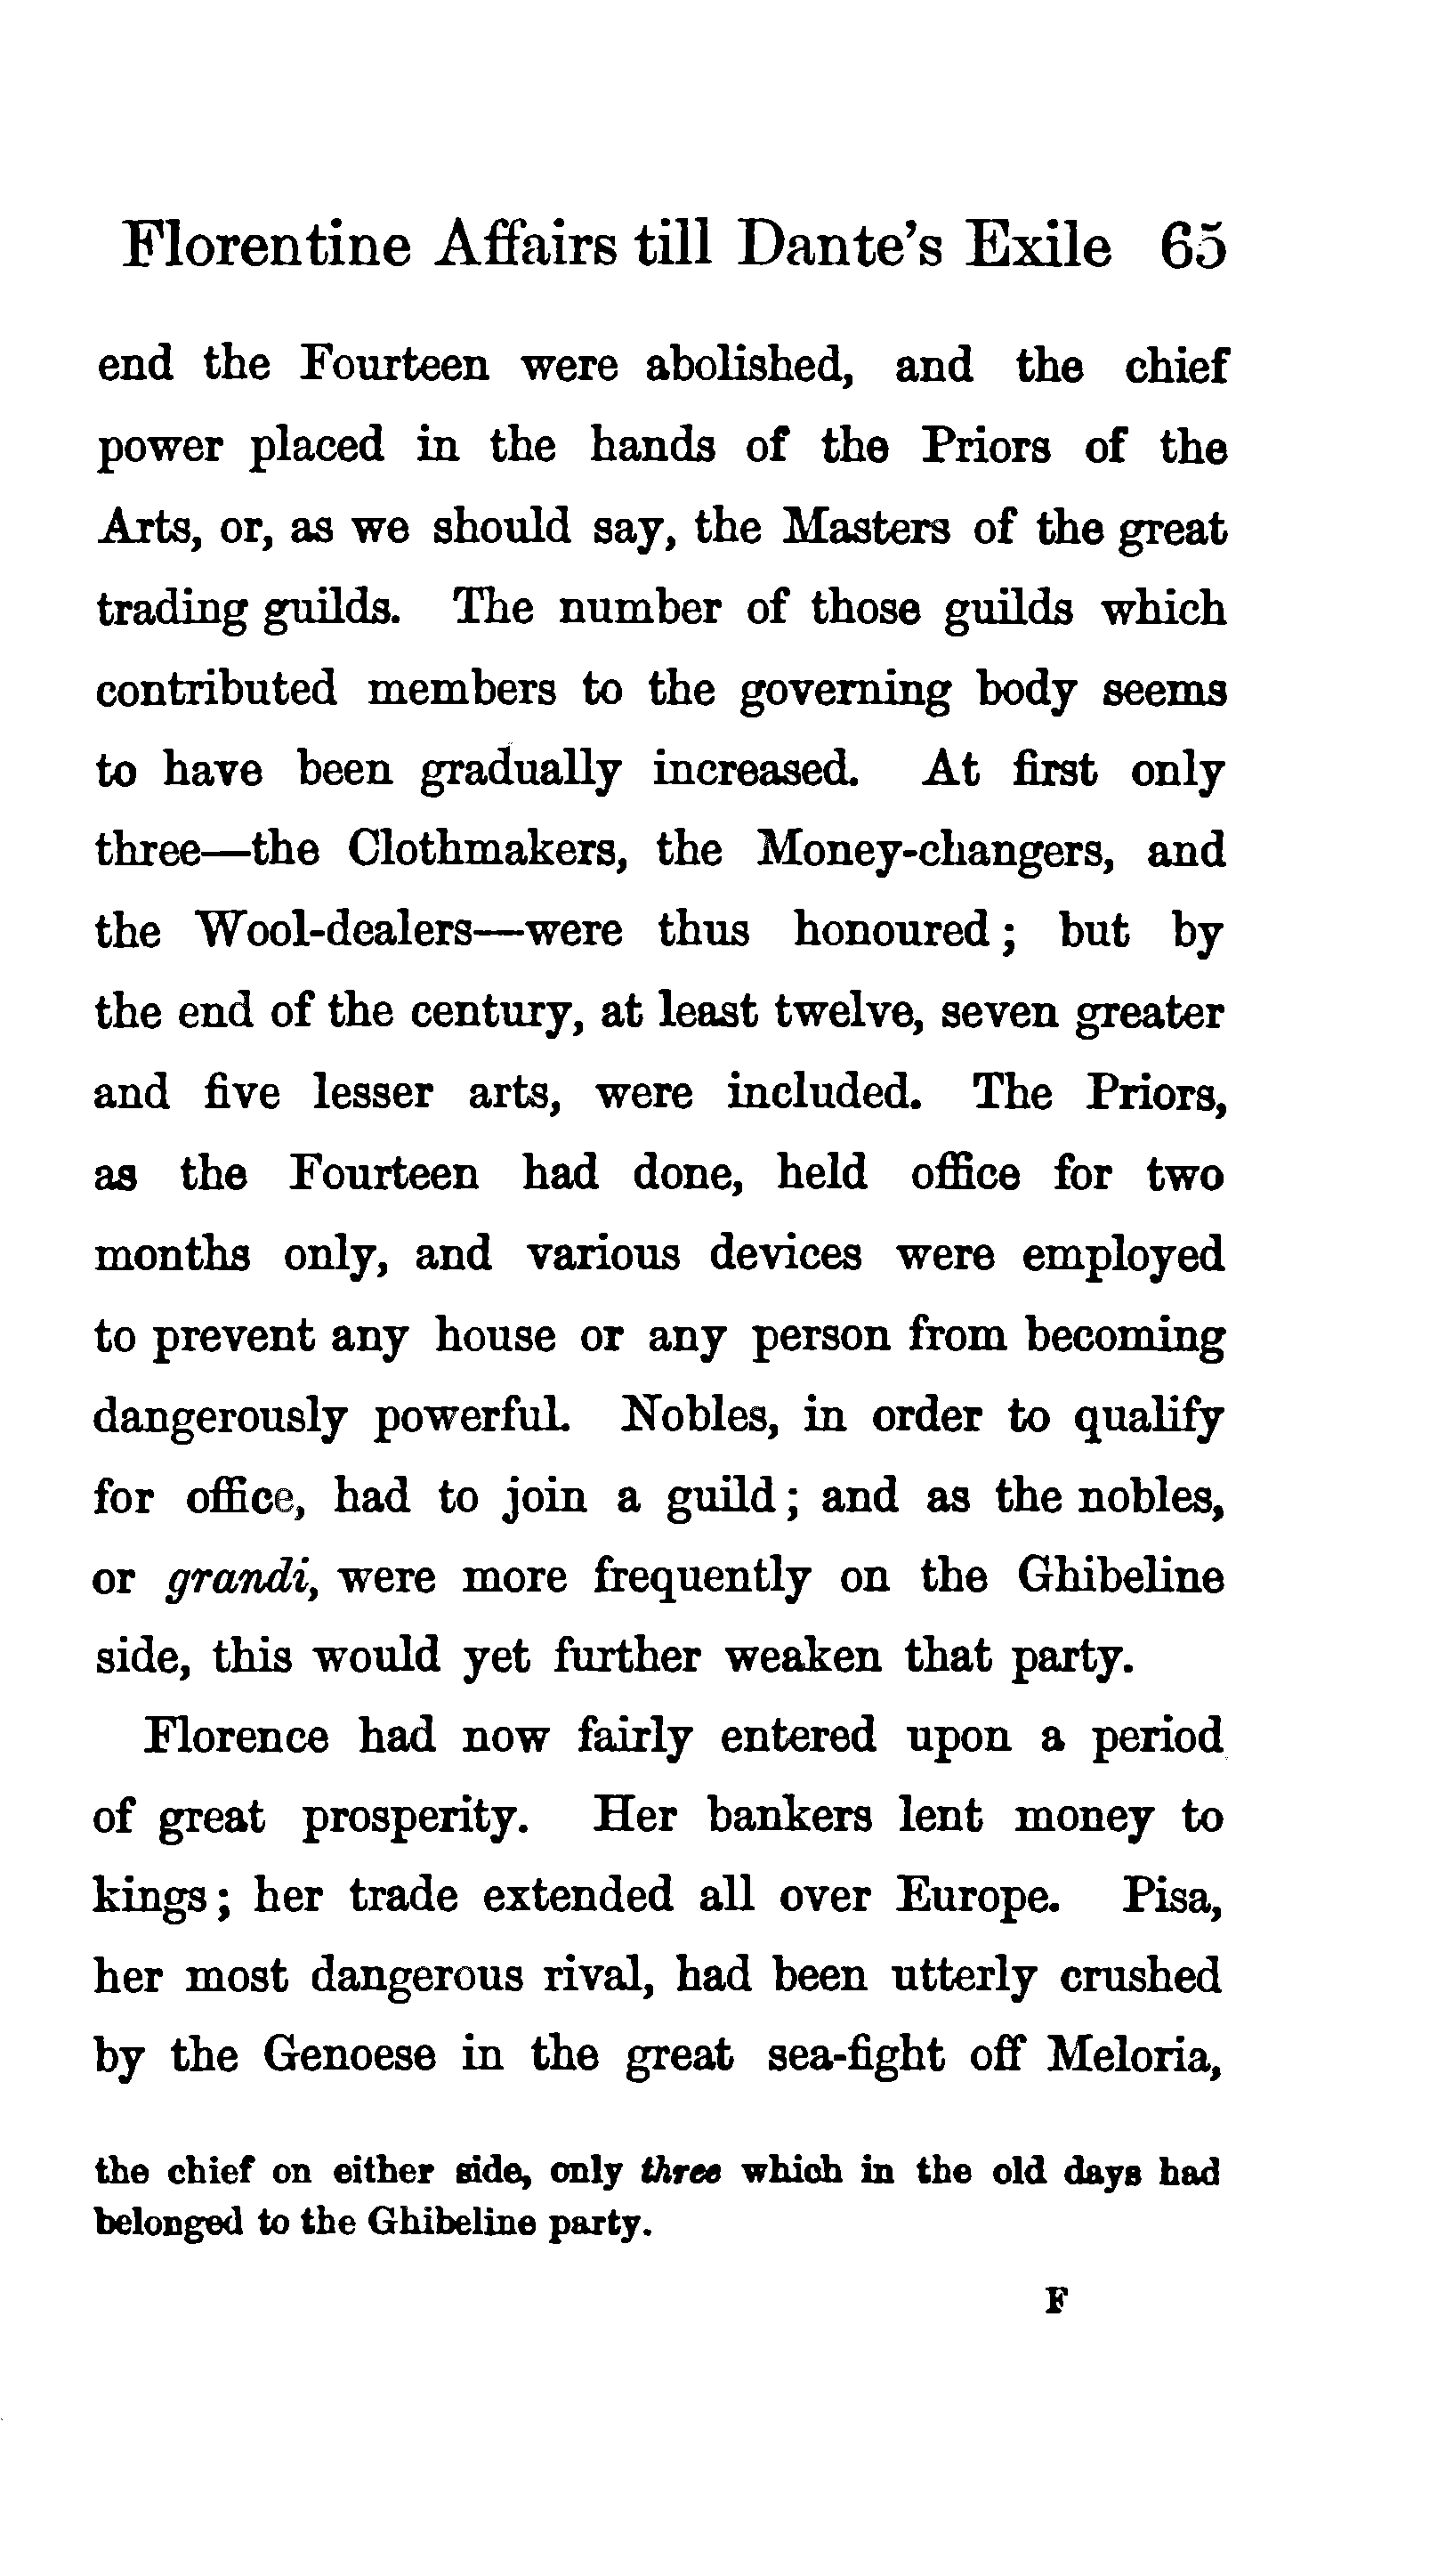 Florentine Affairs till Dante's Exile 65
end the Fourteen were abolished, and the chief
power placed in the hands of the Priors of the
Arts, or, as we should say, the Masters of the great
trading guilds. The number of those guilds which
contributed members to the governing body seems
to have been gradually increased. At first only
three—the Clothmakers, the Money-changers, and
the Wool-dealers—were thus honoured; but by
the end of the century, at least twelve, seven greater
and five lesser arts, were included. The Priors,
as the Fourteen had done, held office for two
months only, and various devices were employed
to prevent any house or any person from becoming
dangerously powerful. Nobles, in order to qualify
for office, had to join a guild; and as the nobles,
or grandi, were more frequently on the Ghibeline
side, this would yet further weaken that party.
Florence had now fairly entered upon a period
of great prosperity. Her bankers lent money to
kings; her trade extended all over Europe. Pisa,
her most dangerous rival, had been utterly crushed
by the Genoese in the great sea-fight off Meloria,
the chief on either side, only three which in the old days had
belonged to the Ghibeline party.
F